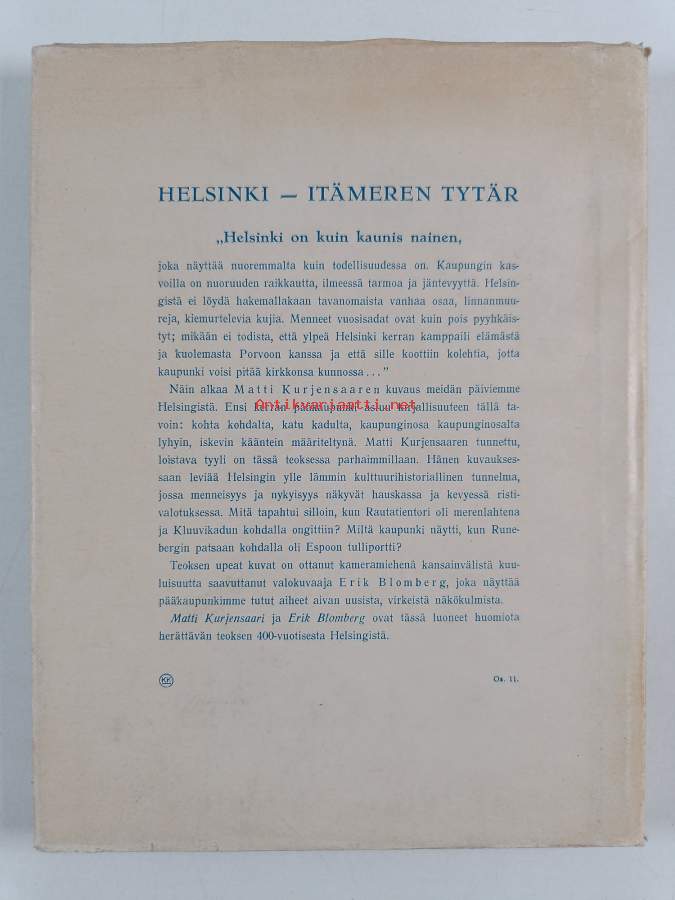 HELSINKI — ITÄMEREN TYTÄR
„Helsinki on kuin kaunis nainen,
joka näyttää nuoremmalta kuin todellisuudessa on. Kaupungin kas-
voilla on nuoruuden raikkautta, ilmeessä tarmoa ja jäntevyyttä. Helsin-
gistä ei löydä hakemallakaan tavanomaista vanhaa osaa, linnanmuu-
reja, kiemurtelevia kujia. Menneet vuosisadat ovat kuin pois pyyhkäis-
tyt; mikään ei todista, että ylpeä Helsinki kerran kamppaili elämästä
ja kuolemasta Porvoon kanssa ja että sille koottiin kolehtia, jotta
kaupunki voisi pitää kirkkonsa kunnossa..."
Näin alkaa Matti Kurjensaaren kuvaus meidän päiviemme
Antikvariaatti.net
Helsingistä. Ensi kerran pääkaupunki astuu kirjallisuuteen tällä ta-
voin: kohta kohdalta, katu kadulta, kaupunginosa kaupunginosalta
lyhyin, iskevin kääntein määriteltynä. Matti Kurjensaaren tunnettu,
loistava tyyli on tässä teoksessa parhaimmillaan. Hänen kuvaukses-
saan leviää Helsingin ylle lämmin kulttuurihistoriallinen tunnelma,
jossa menneisyys ja nykyisyys näkyvät hauskassa ja kevyessä risti-
valotuksessa. Mitä tapahtui silloin, kun Rautatientori oli merenlahtena
ja Kluuvikadun kohdalla ongittiin? Miltä kaupunki näytti, kun Rune-
bergin patsaan kohdalla oli Espoon tulliportti?
Teoksen upeat kuvat on ottanut kameramiehenä kansainvälistä kuu-
luisuutta saavuttanut valokuvaaja Erik Blomberg, joka näyttää
pääkaupunkimme tutut aiheet aivan uusista, virkeistä näkökulmista.
Matti Kurjensaari ja Erik Blomberg ovat tässä luoneet huomiota
herättävän teoksen 400-vuotisesta Helsingistä.
KK
Oa. 11.